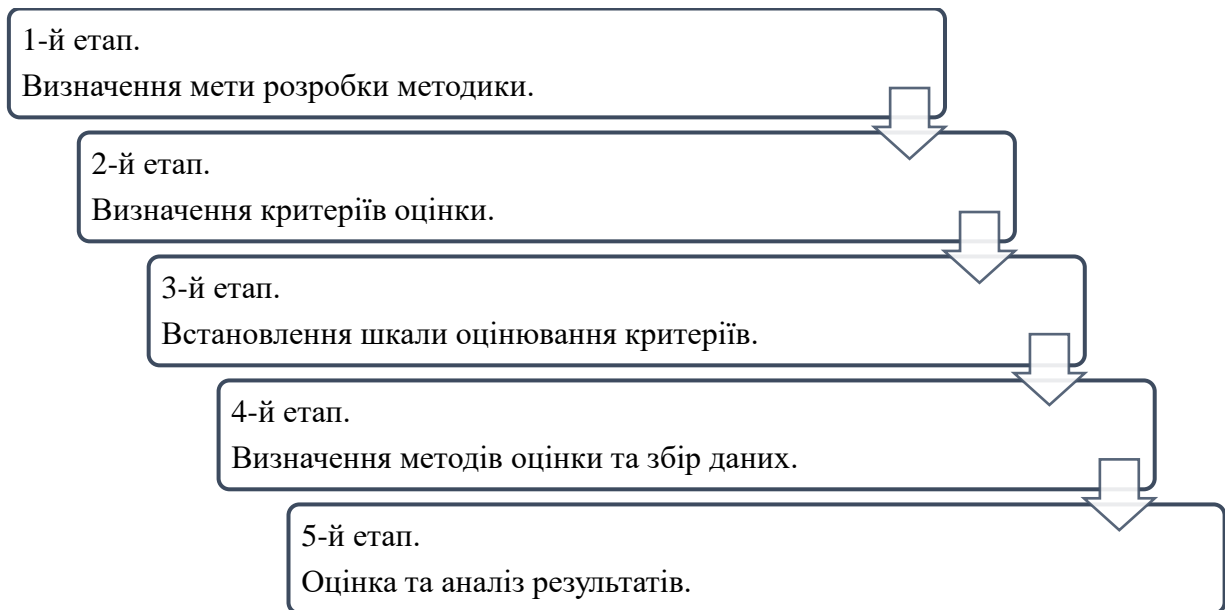 1-й етап.
Визначення мети розробки методики.
2-й етап.
Визначення критеріїв оцінки.
3-й етап.
Встановлення шкали оцінювання критеріїв.
4-й етап.
Визначення методів оцінки та збір даних.
5-й етап.
Оцінка та аналіз результатів.